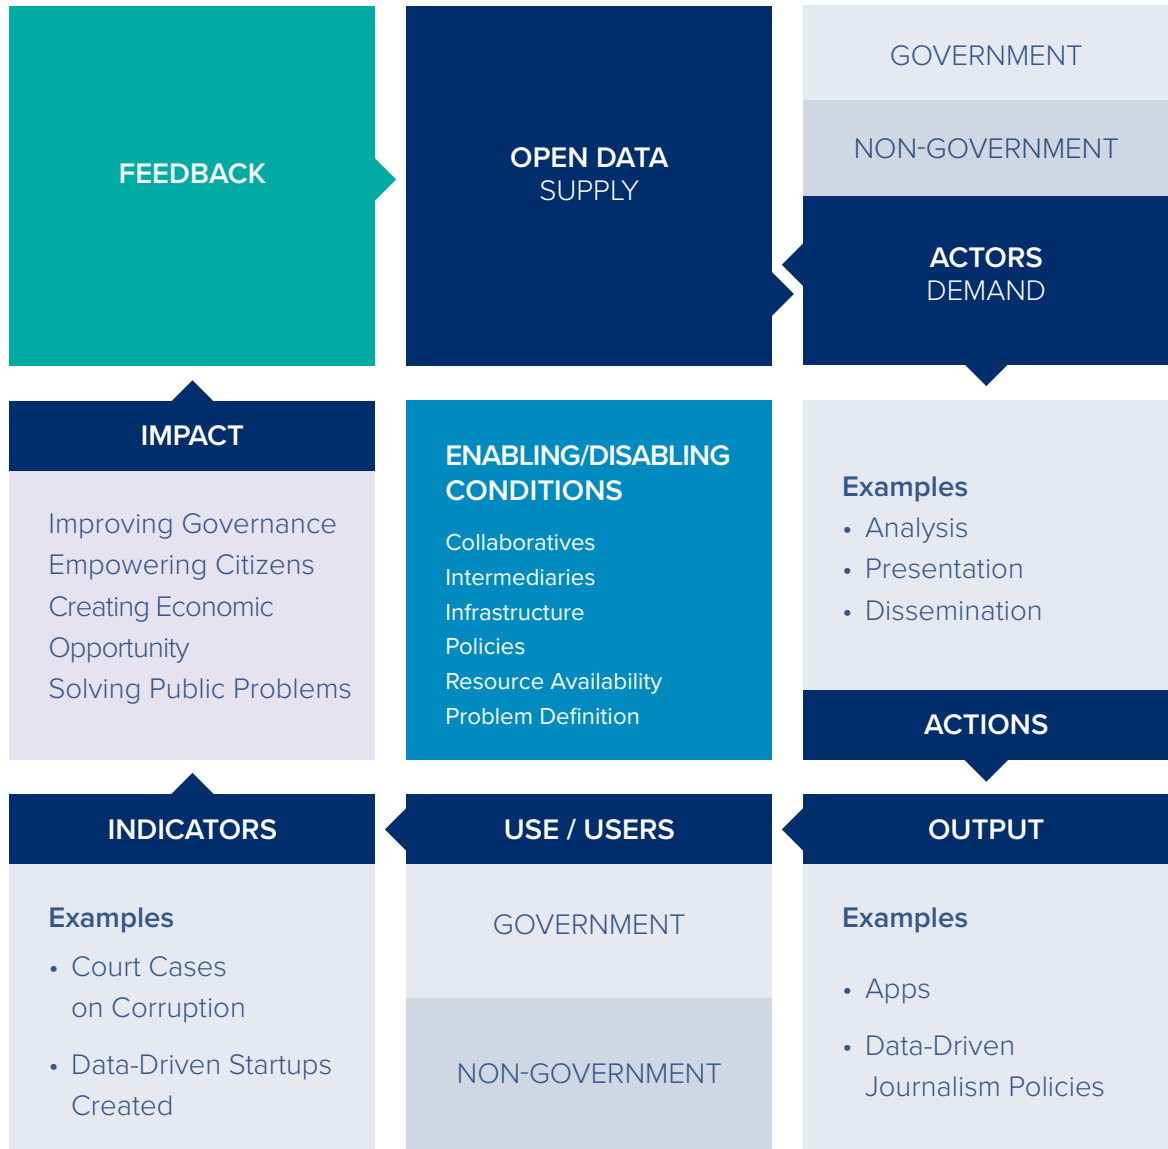 FEEDBACK
OPEN DATA
SUPPLY
GOVERNMENT
NON-GOVERNMENT
ACTORS
DEMAND
IMPACT
Improving Governance
Empowering Citizens
Creating Economic
Opportunity
Solving Public Problems
ENABLING/DISABLING
CONDITIONS
Collaboratives
Intermediaries
Infrastructure
Policies
Resource Availability
Problem Definition
Examples
• Analysis
• Presentation
• Dissemination
ACTIONS
INDICATORS
Examples
• Court Cases
on Corruption
• Data-Driven Startups
Created
USE / USERS
GOVERNMENT
NON-GOVERNMENT
OUTPUT
Examples
• Apps
• Data-Driven
Journalism Policies